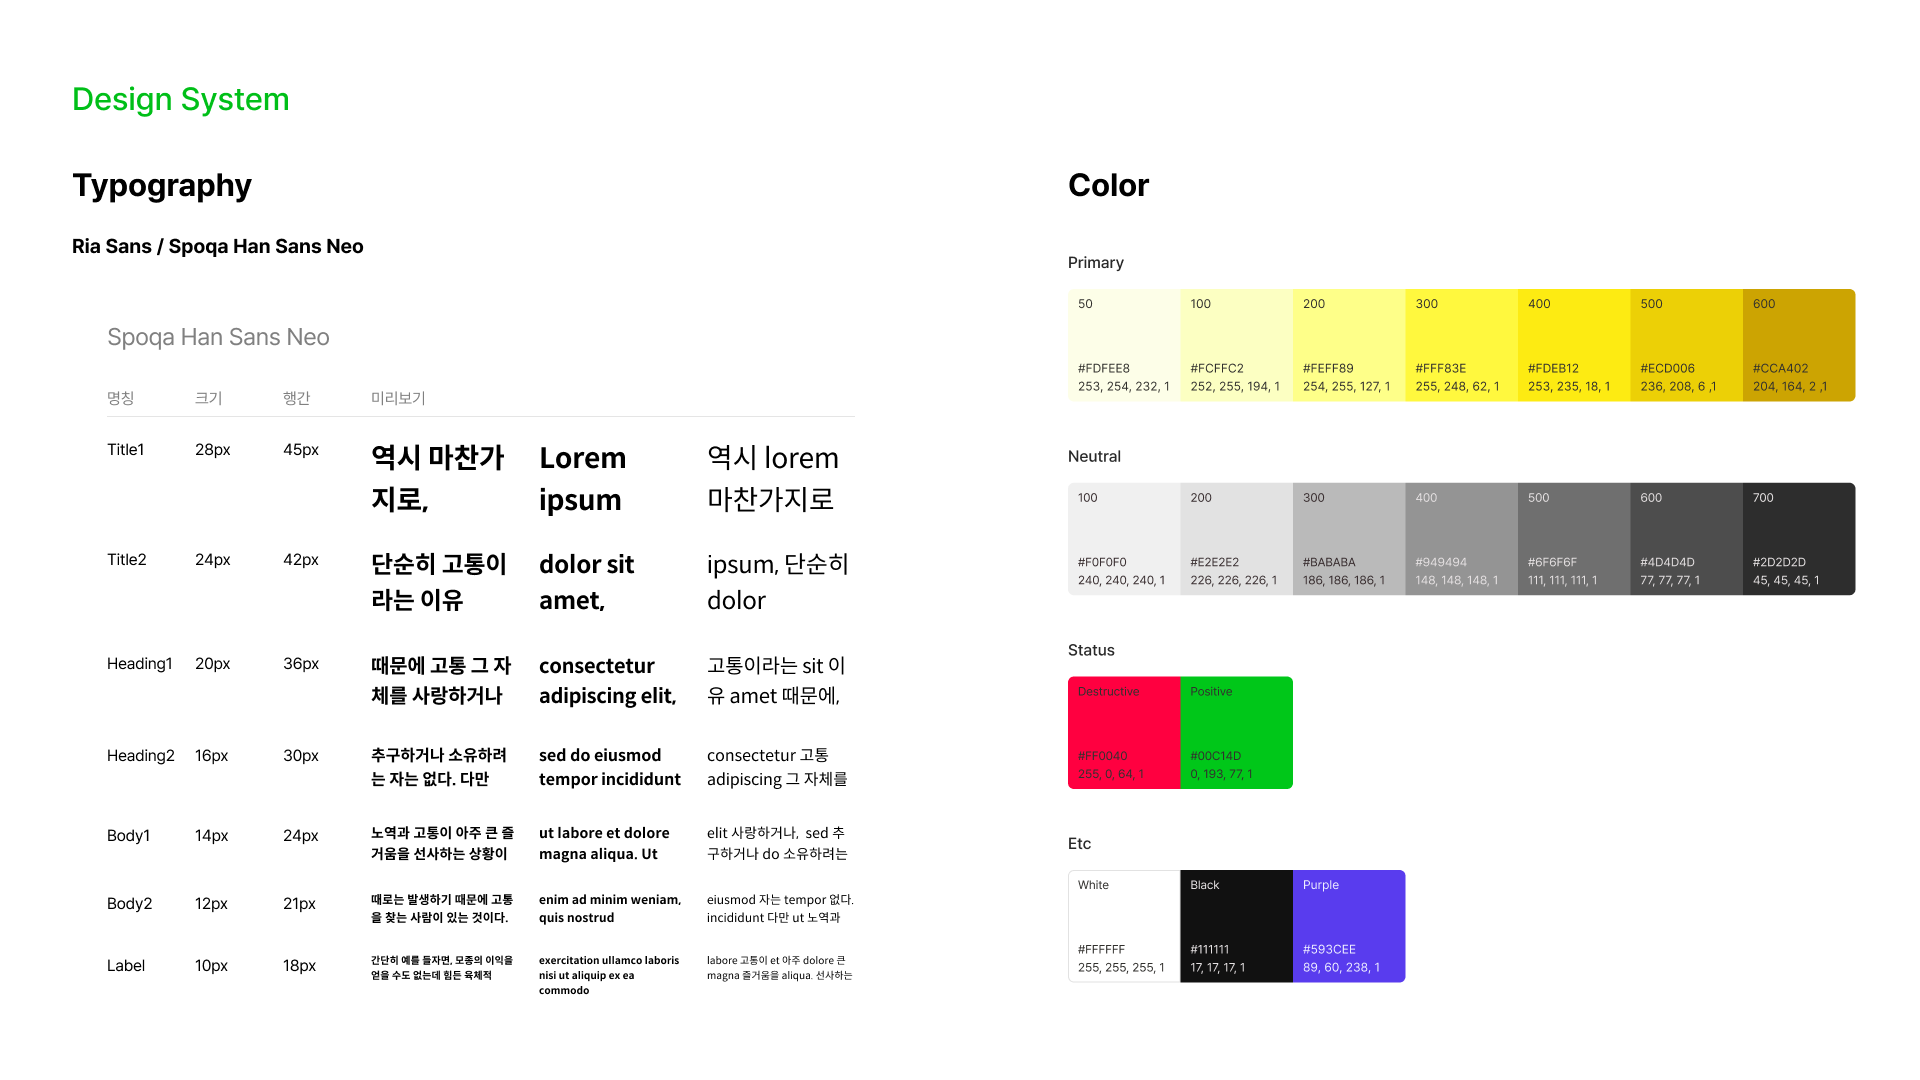 Design System
Typography
Ria Sans / Spoqa Han Sans Neo
Spoqa Han Sans Neo
명칭 크기 행간 미리보기
Title1 28px 45px
역시 마찬가
지로,
Lorem
ipsum
역시 lorem
마찬가지로
Title2 24px 42px
단순히 고통이
라는 이유
dolor sit
amet,
ipsum, 단순히
dolor
Heading1 20px 36px
때문에 고통 그 자
체를 사랑하거나
consectetur
adipiscing elit,
고통이라는 sit 이
유 amet 때문에,
Heading2 16px 30px
추구하거나 소유하려
는 자는 없다. 다만
sed do eiusmod
tempor incididunt
consectetur 고통
adipiscing 그 자체를
Body1 14px 24px
노역과 고통이 아주 큰 즐
거움을 선사하는 상황이
ut labore et dolore
magna aliqua. Ut
elit 사랑하거나, sed 추
구하거나 do 소유하려는
Body2 12px 21px
때로는 발생하기 때문에 고통
을 찾는 사람이 있는 것이다.
enim ad minim weniam,
quis nostrud
eiusmod 자는 tempor 없다.
incididunt 다만 ut 노역과
Label 10px 18px
간단히 예를 들자면, 모종의 이익을
얻을 수도 없는데 힘든 육체적
exercitation ullamco laboris
nisi ut aliquip ex ea
commodo
labore 고통이 et 아주 dolore 큰
magna 즐거움을 aliqua. 선사하는
Color
Primary
50
#FDFEE8
253, 254, 232, 1
100
#FCFFC2
252, 255, 194, 1
200
#FEFF89
254, 255, 127, 1
300
#FFF83E
255, 248, 62, 1
400
#FDEB12
253, 235, 18, 1
500
#ECD006
236, 208, 6 ,1
600
#CCA402
204, 164, 2 ,1
Neutral
100
#F0F0F0
240, 240, 240, 1
200
#E2E2E2
226, 226, 226, 1
300
#BABABA
186, 186, 186, 1
400
#949494
148, 148, 148, 1
500
#6F6F6F
111, 111, 111, 1
600
#4D4D4D
77, 77, 77, 1
700
#2D2D2D
45, 45, 45, 1
Status
Destructive
#FF0040
255, 0, 64, 1
Positive
#00C14D
0, 193, 77, 1
Etc
White
#FFFFFF
255, 255, 255, 1
Black
#111111
17, 17, 17, 1
Purple
#593CEE
89, 60, 238, 1